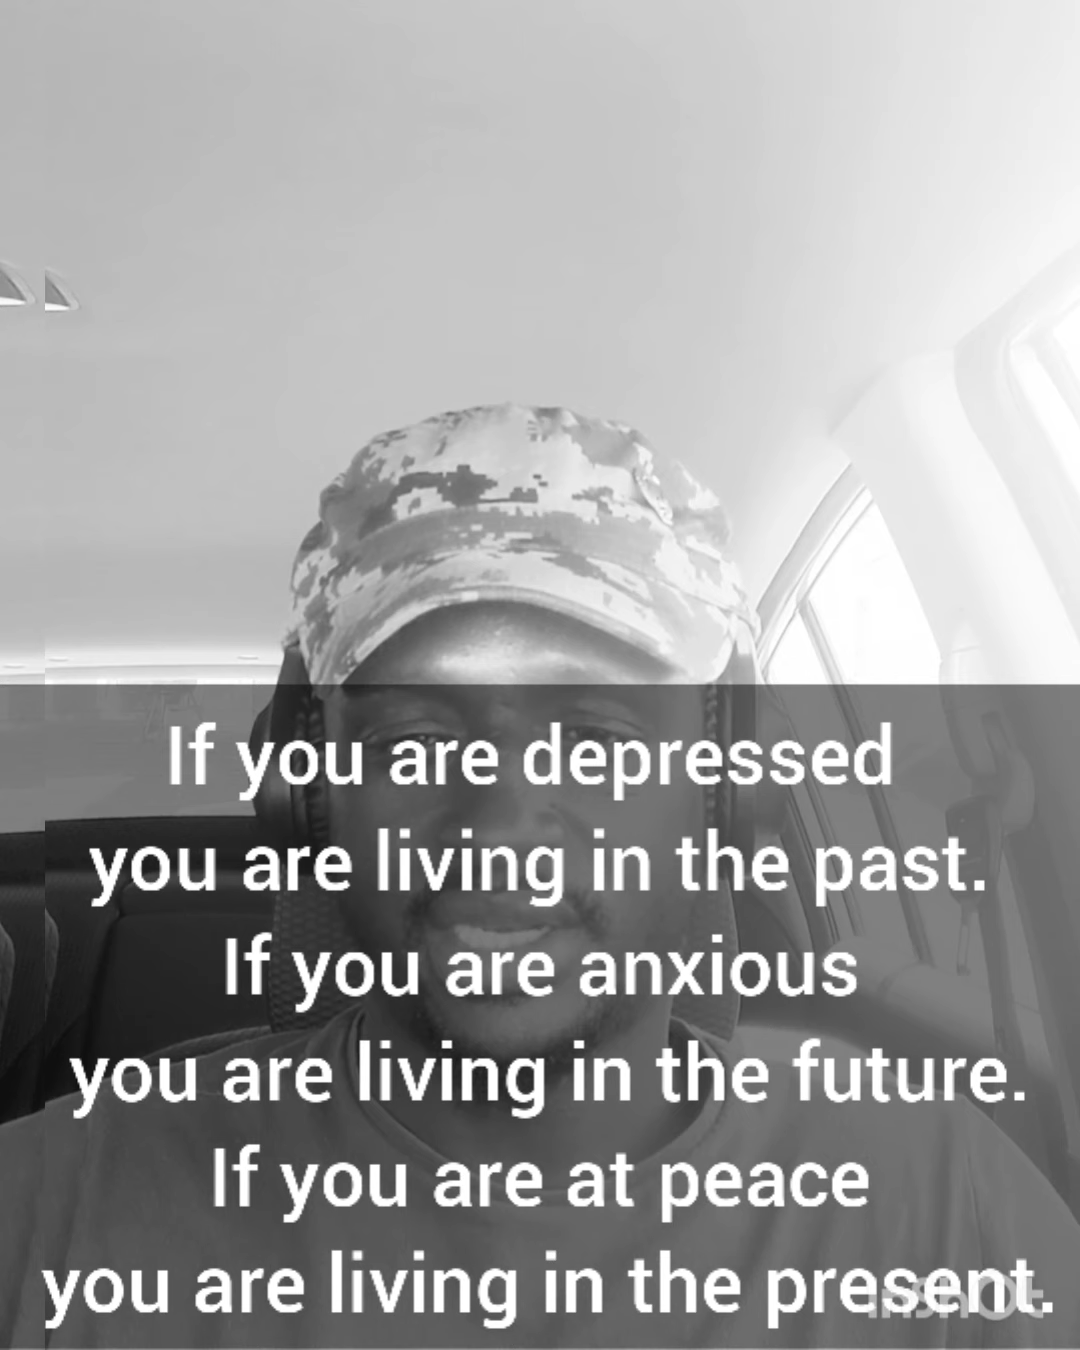 If you are depressed
you are living in the past.
If you are anxious
you are living in the future.
If you are at peace
you are living in the present.
inshOt